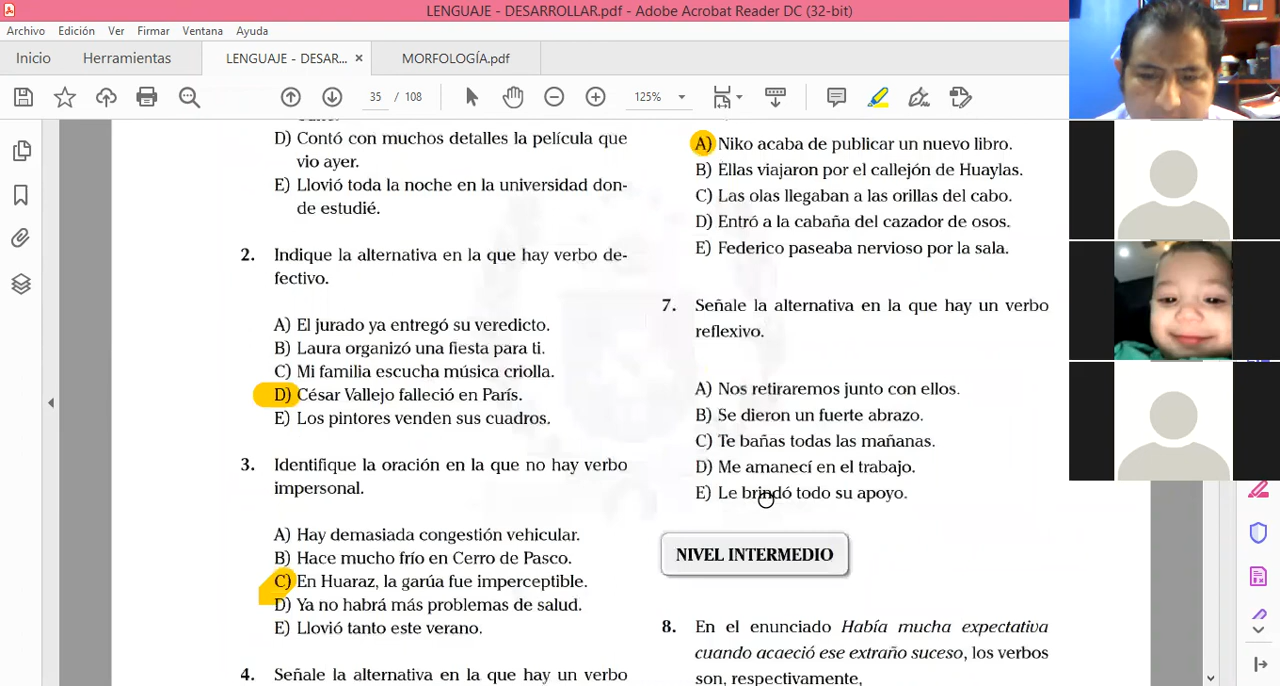 LENGUAJE - DESARROLLAR.pdf - Adobe Acrobat Reader DC (32-bit)
Archivo Edición Ver Firmar Ventana Ayuda
Inicio Herramientas LENGUAJE - DESAR... × MORFOLOGÍA.pdf
35 / 108 125%
D) Contó con muchos detalles la película que
vio ayer.
E) Llovió toda la noche en la universidad don-
de estudié.
2. Indique la alternativa en la que hay verbo de-
fectivo.
A) El jurado ya entregó su veredicto.
B) Laura organizó una fiesta para ti.
C) Mi familia escucha música criolla.
D) César Vallejo falleció en París.
E) Los pintores venden sus cuadros.
3. Identifique la oración en la que no hay verbo
impersonal.
A) Hay demasiada congestión vehicular.
B) Hace mucho frío en Cerro de Pasco.
C) En Huaraz, la garúa fue imperceptible.
D) Ya no habrá más problemas de salud.
E) Llovió tanto este verano.
4. Señale la alternativa en la que hay un verbo
A) Niko acaba de publicar un nuevo libro.
B) Ellas viajaron por el callejón de Huaylas.
C) Las olas llegaban a las orillas del cabo.
D) Entró a la cabaña del cazador de osos.
E) Federico paseaba nervioso por la sala.
7. Señale la alternativa en la que hay un verbo
reflexivo.
A) Nos retiraremos junto con ellos.
B) Se dieron un fuerte abrazo.
C) Te bañas todas las mañanas.
D) Me amanecí en el trabajo.
E) Le brindó todo su apoyo.
NIVEL INTERMEDIO
8. En el enunciado Había mucha expectativa
cuando acaeció ese extraño suceso, los verbos
son, respectivamente,